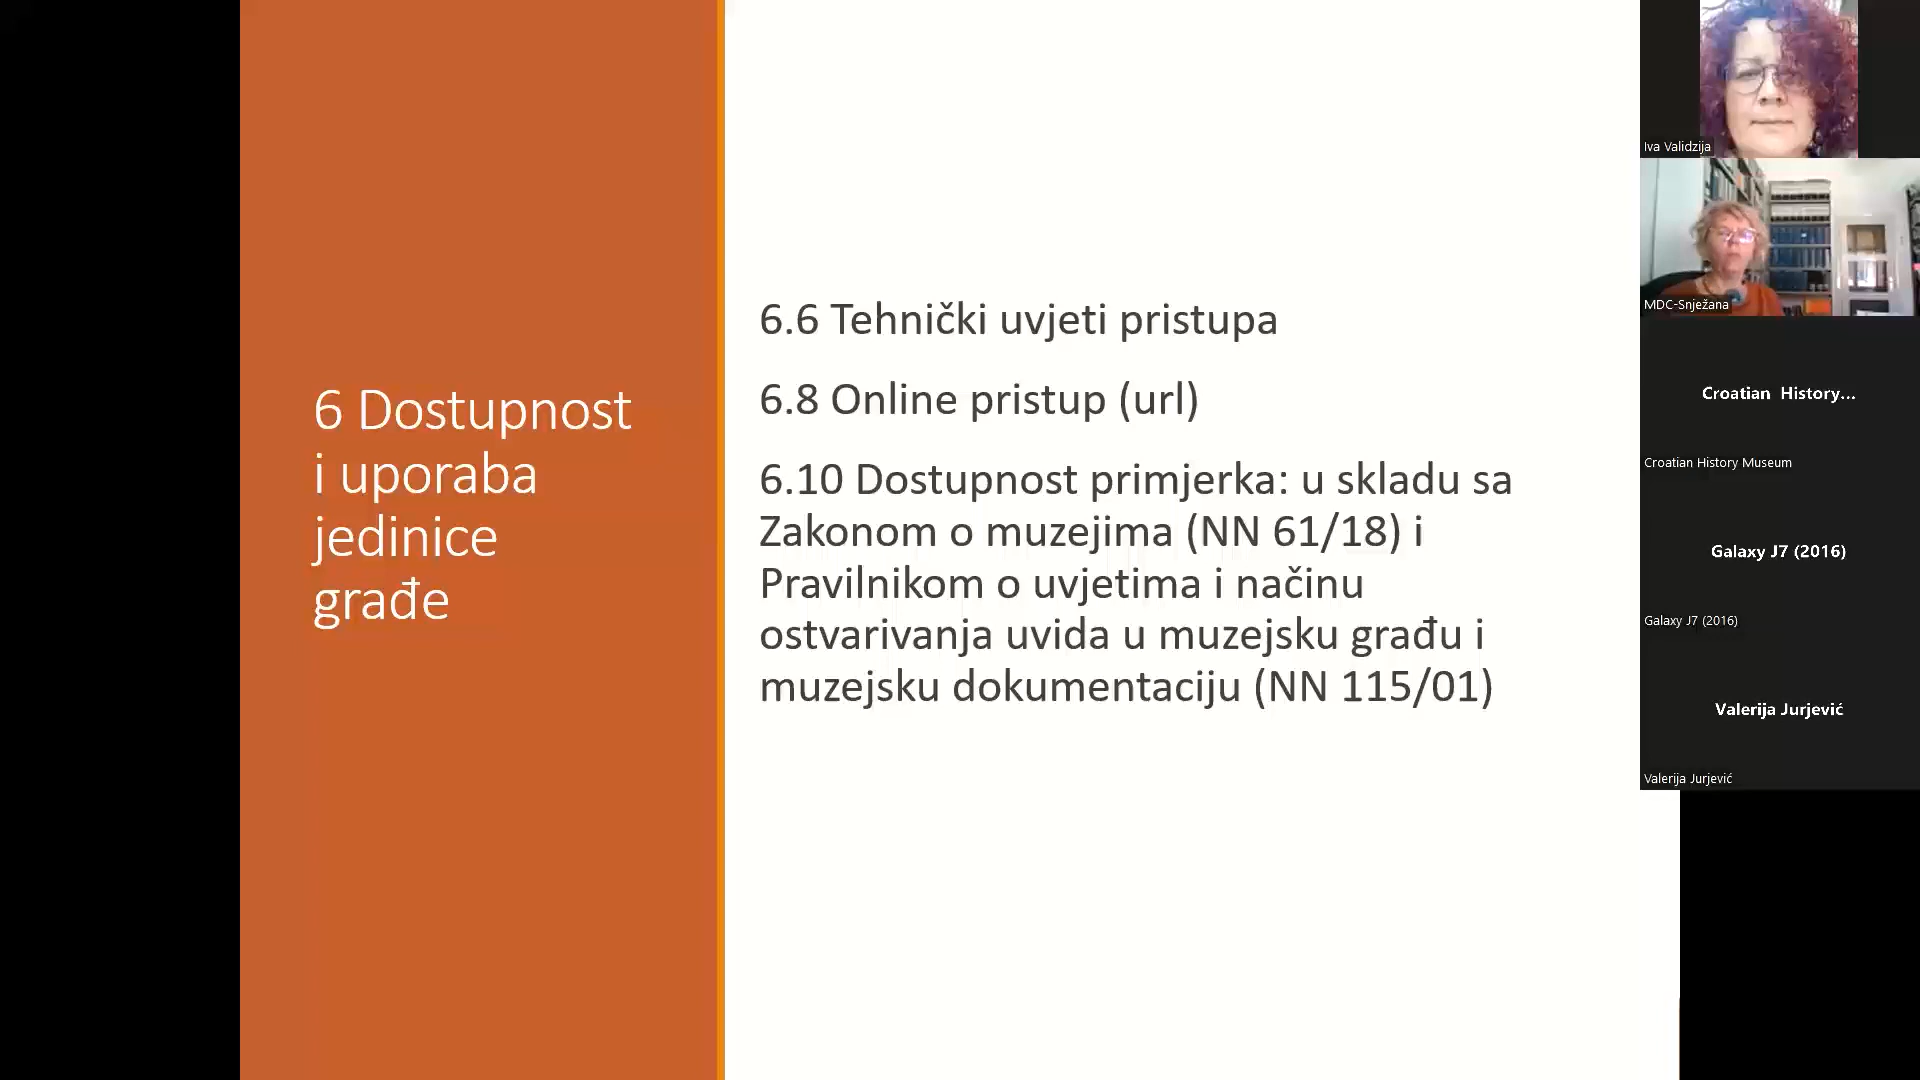 6 Dostupnost
i uporaba
jedinice
građe
6.6 Tehnički uvjeti pristupa
6.8 Online pristup (url)
6.10 Dostupnost primjerka: u skladu sa
Zakonom o muzejima (NN 61/18) i
Pravilnikom o uvjetima i načinu
ostvarivanja uvida u muzejsku građu i
muzejsku dokumentaciju (NN 115/01)
Iva Validzija
MDC-Snježana
Croatian History...
Croatian History Museum
Galaxy J7 (2016)
Galaxy J7 (2016)
Valerija Jurjević
Valerija Jurjević